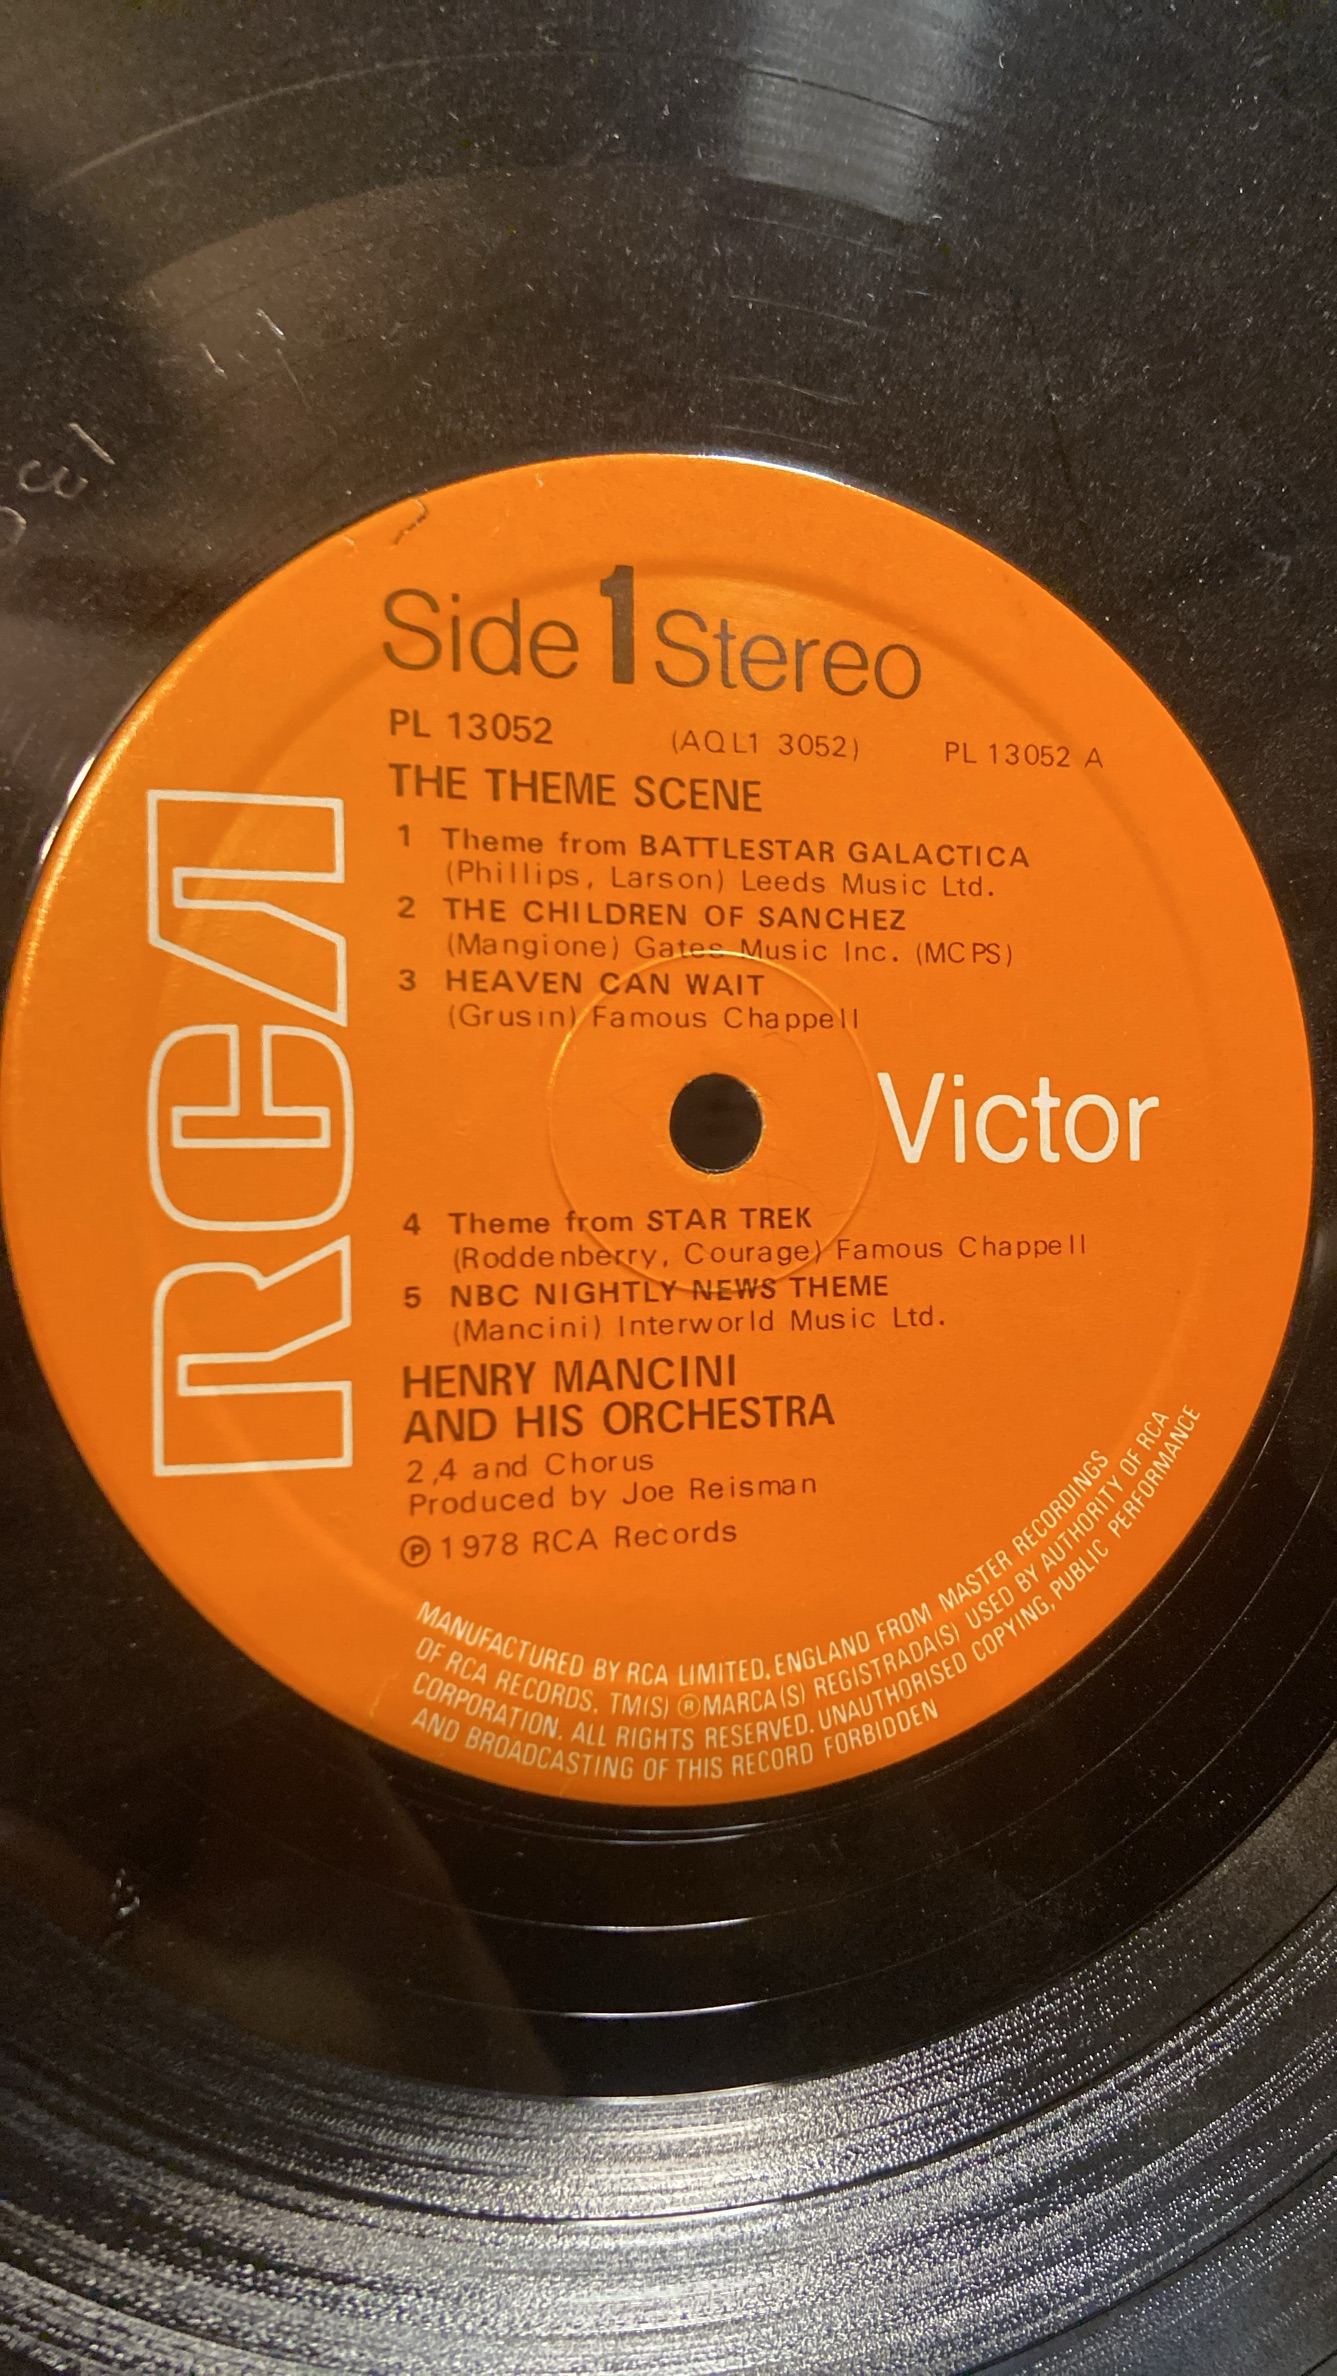 Side 1 Stereo
PL 13052 (AQL1 3052) PL 13052 A
THE THEME SCENE
1 Theme from BATTLESTAR GALACTICA
(Phillips, Larson) Leeds Music Ltd.
2 THE CHILDREN OF SANCHEZ
(Mangione) Gates Music Inc. (MCPS)
3 HEAVEN CAN WAIT
(Grusin) Famous Chappell
RCA
Victor
4 Theme from STAR TREK
(Roddenberry, Courage) Famous Chappell
5 NBC NIGHTLY NEWS THEME
(Mancini) Interworld Music Ltd.
HENRY MANCINI
AND HIS ORCHESTRA
2,4 and Chorus
Produced by Joe Reisman
℗ 1978 RCA Records
MANUFACTURED BY RCA LIMITED, ENGLAND FROM MASTER RECORDINGS
OF RCA RECORDS. TM(S) ® MARCA(S) REGISTRADA(S) USED BY AUTHORITY OF RCA
CORPORATION. ALL RIGHTS RESERVED. UNAUTHORISED COPYING, PUBLIC PERFORMANCE
AND BROADCASTING OF THIS RECORD FORBIDDEN